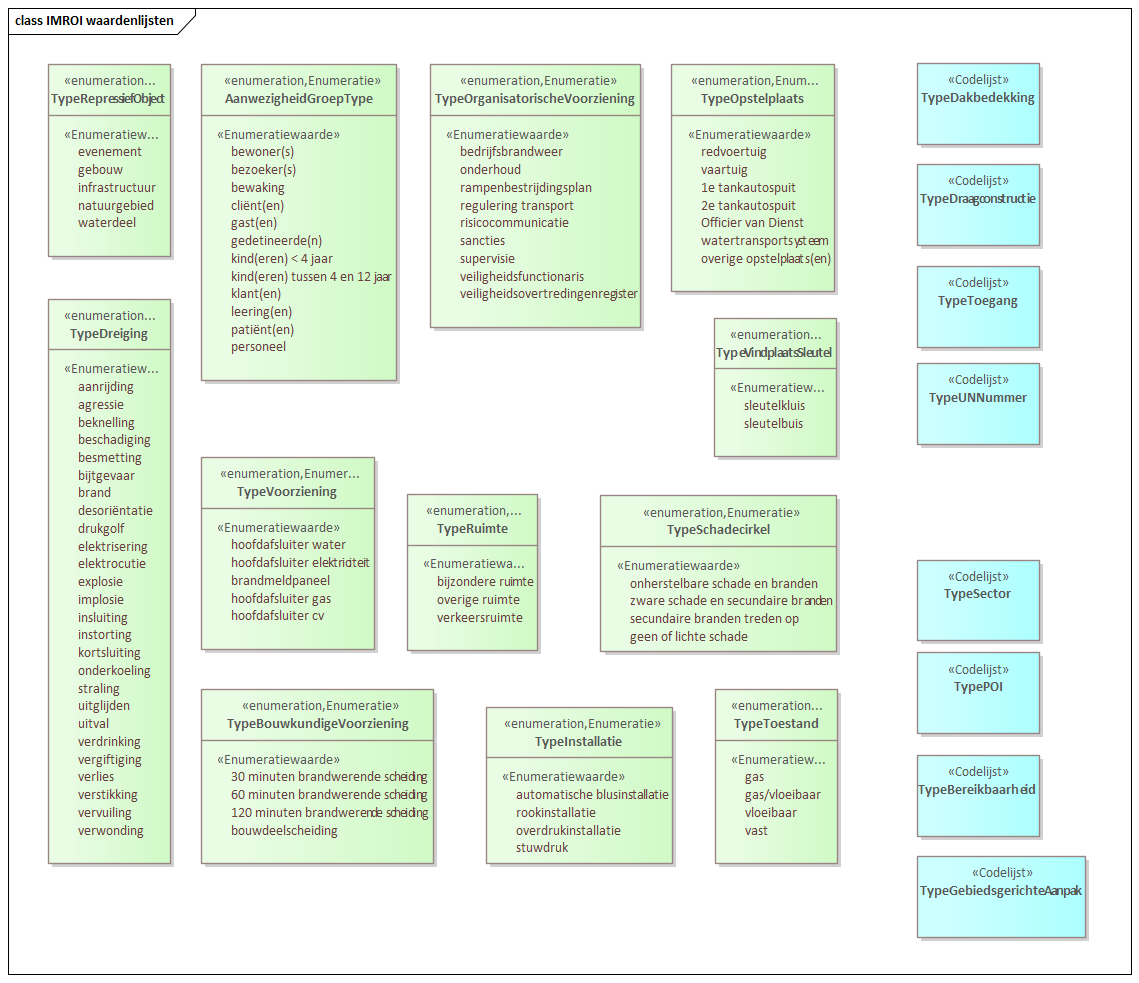 class IMROI waardenlijsten
«enumeration...
TypeRepressiefObject
«Enumeratiew...
evenement
gebouw
infrastructuur
natuurgebied
waterdeel
«enumeration,Enumeratie»
AanwezigheidGroepType
«Enumeratiewaarde»
bewoner(s)
bezoeker(s)
bewaking
cliënt(en)
gast(en)
gedetineerde(n)
kind(eren) < 4 jaar
kind(eren) tussen 4 en 12 jaar
klant(en)
leering(en)
patiënt(en)
personeel
«enumeration,Enumeratie»
TypeOrganisatorischeVoorziening
«Enumeratiewaarde»
bedrijfsbrandweer
onderhoud
rampenbestrijdingsplan
regulering transport
risicocommunicatie
sancties
supervisie
veiligheidsfunctionaris
veiligheidsovertredingenregister
«enumeration,Enum...
TypeOpstelplaats
«Enumeratiewaarde»
redvoertuig
vaartuig
1e tankautospuit
2e tankautospuit
Officier van Dienst
watertransportsysteem
overige opstelplaats(en)
«Codelijst»
TypeDakbedekking
«Codelijst»
TypeDraagconstructie
«Codelijst»
TypeToegang
«Codelijst»
TypeUNNummer
«enumeration...
TypeDreiging
«Enumeratiew...
aanrijding
agressie
beknelling
beschadiging
besmetting
bijtgevaar
brand
desoriëntatie
drukgolf
elektrisering
elektrocutie
explosie
implosie
insluiting
instorting
kortsluiting
onderkoeling
straling
uitglijden
uitval
verdrinking
vergiftiging
verlies
verstikking
vervuiling
verwonding
«enumeration...
TypeVindplaatsSleutel
«Enumeratiew...
sleutelkluis
sleutelbuis
«enumeration,Enumer...
TypeVoorziening
«Enumeratiewaarde»
hoofdafsluiter water
hoofdafsluiter elektriciteit
brandmeldpaneel
hoofdafsluiter gas
hoofdafsluiter cv
«enumeration,...
TypeRuimte
«Enumeratiewa...
bijzondere ruimte
overige ruimte
verkeersruimte
«enumeration,Enumeratie»
TypeSchadecirkel
«Enumeratiewaarde»
onherstelbare schade en branden
zware schade en secundaire branden
secundaire branden treden op
geen of lichte schade
«Codelijst»
TypeSector
«Codelijst»
TypePOI
«Codelijst»
TypeBereikbaarheid
«Codelijst»
TypeGebiedsgerichteAanpak
«enumeration,Enumeratie»
TypeBouwkundigeVoorziening
«Enumeratiewaarde»
30 minuten brandwerende scheiding
60 minuten brandwerende scheiding
120 minuten brandwerende scheiding
bouwdeelscheiding
«enumeration,Enumeratie»
TypeInstallatie
«Enumeratiewaarde»
automatische blusinstallatie
rookinstallatie
overdrukinstallatie
stuwdruk
«enumeration...
TypeToestand
«Enumeratiew...
gas
gas/vloeibaar
vloeibaar
vast